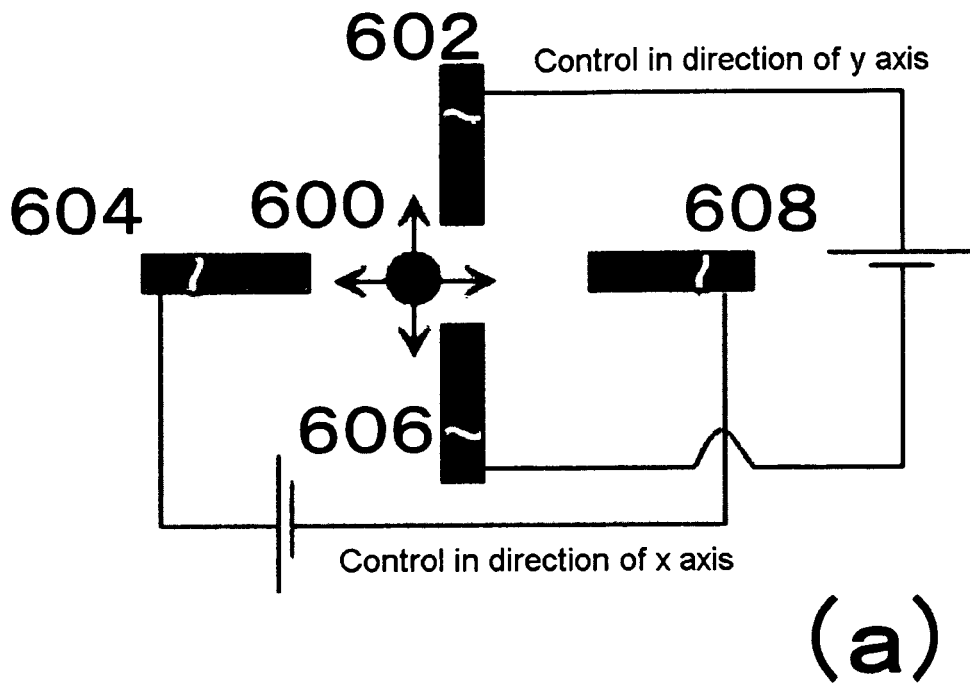 602
Control in direction of y axis
604
600
608
606
Control in direction of x axis
(a)